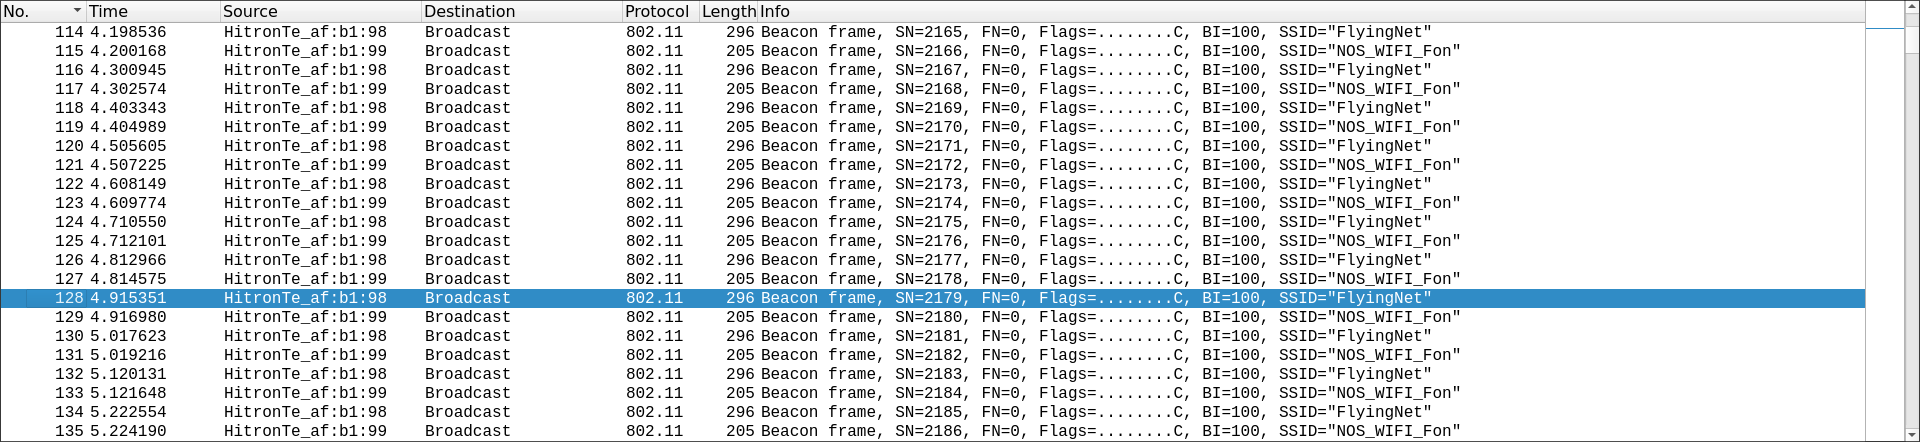 No. Time Source Destination Protocol Length Info
114 4.198536 HitronTe_af:b1:98 Broadcast 802.11 296 Beacon frame, SN=2165, FN=0, Flags=........C, BI=100, SSID="FlyingNet"
115 4.200168 HitronTe_af:b1:99 Broadcast 802.11 205 Beacon frame, SN=2166, FN=0, Flags=........C, BI=100, SSID="NOS_WIFI_Fon"
116 4.300945 HitronTe_af:b1:98 Broadcast 802.11 296 Beacon frame, SN=2167, FN=0, Flags=........C, BI=100, SSID="FlyingNet"
117 4.302574 HitronTe_af:b1:99 Broadcast 802.11 205 Beacon frame, SN=2168, FN=0, Flags=........C, BI=100, SSID="NOS_WIFI_Fon"
118 4.403343 HitronTe_af:b1:98 Broadcast 802.11 296 Beacon frame, SN=2169, FN=0, Flags=........C, BI=100, SSID="FlyingNet"
119 4.404989 HitronTe_af:b1:99 Broadcast 802.11 205 Beacon frame, SN=2170, FN=0, Flags=........C, BI=100, SSID="NOS_WIFI_Fon"
120 4.505605 HitronTe_af:b1:98 Broadcast 802.11 296 Beacon frame, SN=2171, FN=0, Flags=........C, BI=100, SSID="FlyingNet"
121 4.507225 HitronTe_af:b1:99 Broadcast 802.11 205 Beacon frame, SN=2172, FN=0, Flags=........C, BI=100, SSID="NOS_WIFI_Fon"
122 4.608149 HitronTe_af:b1:98 Broadcast 802.11 296 Beacon frame, SN=2173, FN=0, Flags=........C, BI=100, SSID="FlyingNet"
123 4.609774 HitronTe_af:b1:99 Broadcast 802.11 205 Beacon frame, SN=2174, FN=0, Flags=........C, BI=100, SSID="NOS_WIFI_Fon"
124 4.710550 HitronTe_af:b1:98 Broadcast 802.11 296 Beacon frame, SN=2175, FN=0, Flags=........C, BI=100, SSID="FlyingNet"
125 4.712101 HitronTe_af:b1:99 Broadcast 802.11 205 Beacon frame, SN=2176, FN=0, Flags=........C, BI=100, SSID="NOS_WIFI_Fon"
126 4.812966 HitronTe_af:b1:98 Broadcast 802.11 296 Beacon frame, SN=2177, FN=0, Flags=........C, BI=100, SSID="FlyingNet"
127 4.814575 HitronTe_af:b1:99 Broadcast 802.11 205 Beacon frame, SN=2178, FN=0, Flags=........C, BI=100, SSID="NOS_WIFI_Fon"
128 4.915351 HitronTe_af:b1:98 Broadcast 802.11 296 Beacon frame, SN=2179, FN=0, Flags=........C, BI=100, SSID="FlyingNet"
129 4.916980 HitronTe_af:b1:99 Broadcast 802.11 205 Beacon frame, SN=2180, FN=0, Flags=........C, BI=100, SSID="NOS_WIFI_Fon"
130 5.017623 HitronTe_af:b1:98 Broadcast 802.11 296 Beacon frame, SN=2181, FN=0, Flags=........C, BI=100, SSID="FlyingNet"
131 5.019216 HitronTe_af:b1:99 Broadcast 802.11 205 Beacon frame, SN=2182, FN=0, Flags=........C, BI=100, SSID="NOS_WIFI_Fon"
132 5.120131 HitronTe_af:b1:98 Broadcast 802.11 296 Beacon frame, SN=2183, FN=0, Flags=........C, BI=100, SSID="FlyingNet"
133 5.121648 HitronTe_af:b1:99 Broadcast 802.11 205 Beacon frame, SN=2184, FN=0, Flags=........C, BI=100, SSID="NOS_WIFI_Fon"
134 5.222554 HitronTe_af:b1:98 Broadcast 802.11 296 Beacon frame, SN=2185, FN=0, Flags=........C, BI=100, SSID="FlyingNet"
135 5.224190 HitronTe_af:b1:99 Broadcast 802.11 205 Beacon frame, SN=2186, FN=0, Flags=........C, BI=100, SSID="NOS_WIFI_Fon"